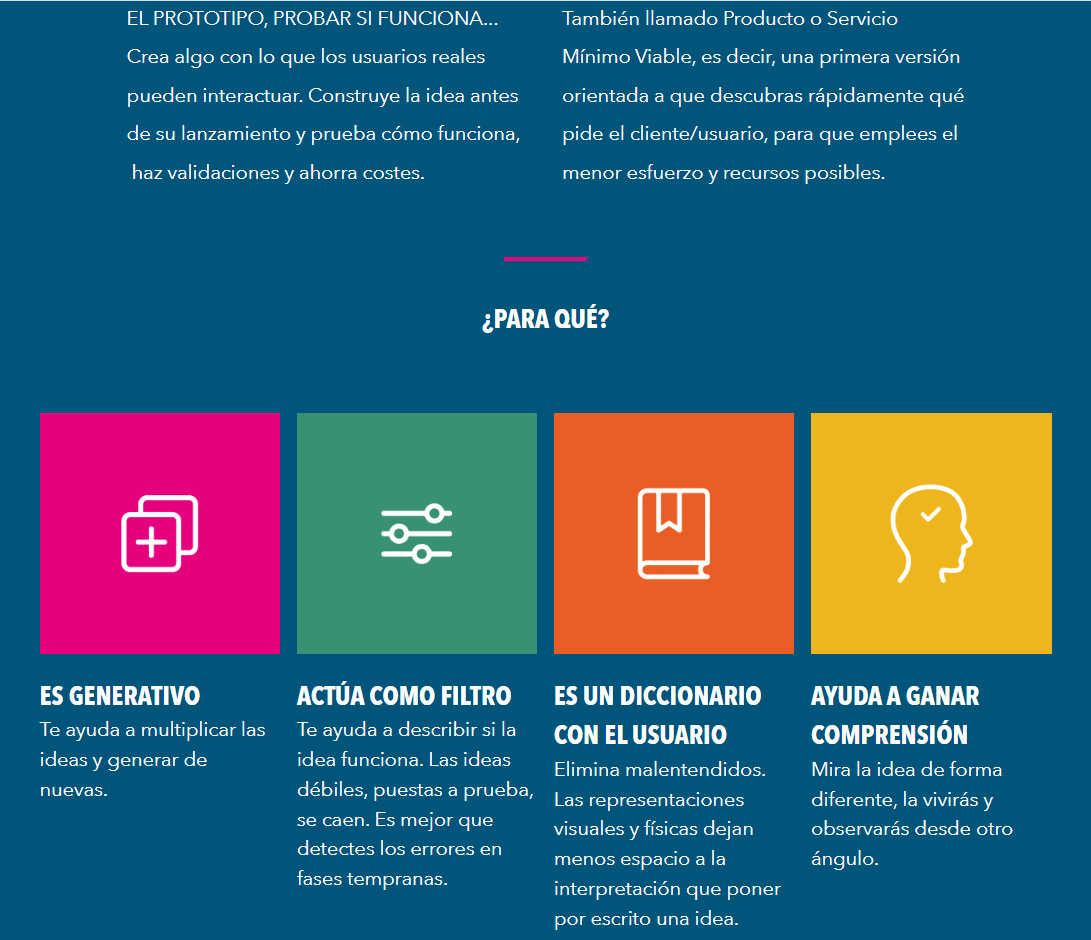 EL PROTOTIPO, PROBAR SI FUNCIONA...
Crea algo con lo que los usuarios reales
pueden interactuar. Construye la idea antes
de su lanzamiento y prueba cómo funciona,
haz validaciones y ahorra costes.
También llamado Producto o Servicio
Mínimo Viable, es decir, una primera versión
orientada a que descubras rápidamente qué
pide el cliente/usuario, para que emplees el
menor esfuerzo y recursos posibles.
¿PARA QUÉ?
ES GENERATIVO
Te ayuda a multiplicar las
ideas y generar de
nuevas.
ACTÚA COMO FILTRO
Te ayuda a describir si la
idea funciona. Las ideas
débiles, puestas a prueba,
se caen. Es mejor que
detectes los errores en
fases tempranas.
ES UN DICCIONARIO
CON EL USUARIO
Elimina malentendidos.
Las representaciones
visuales y físicas dejan
menos espacio a la
interpretación que poner
por escrito una idea.
AYUDA A GANAR
COMPRENSIÓN
Mira la idea de forma
diferente, la vivirás y
observarás desde otro
ángulo.